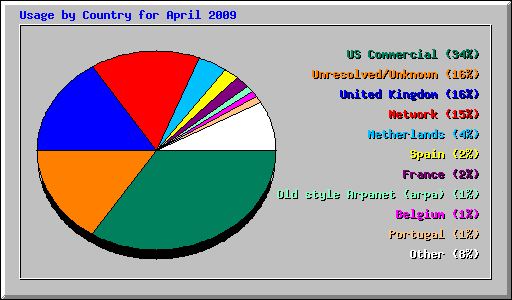 Usage by Country for April 2009
US Commercial (34%)
Unresolved/Unknown (16%)
United Kingdom (16%)
Network (15%)
Netherlands (4%)
Spain (2%)
France (2%)
Old style Arpanet (arpa) (1%)
Belgium (1%)
Portugal (1%)
Other (8%)